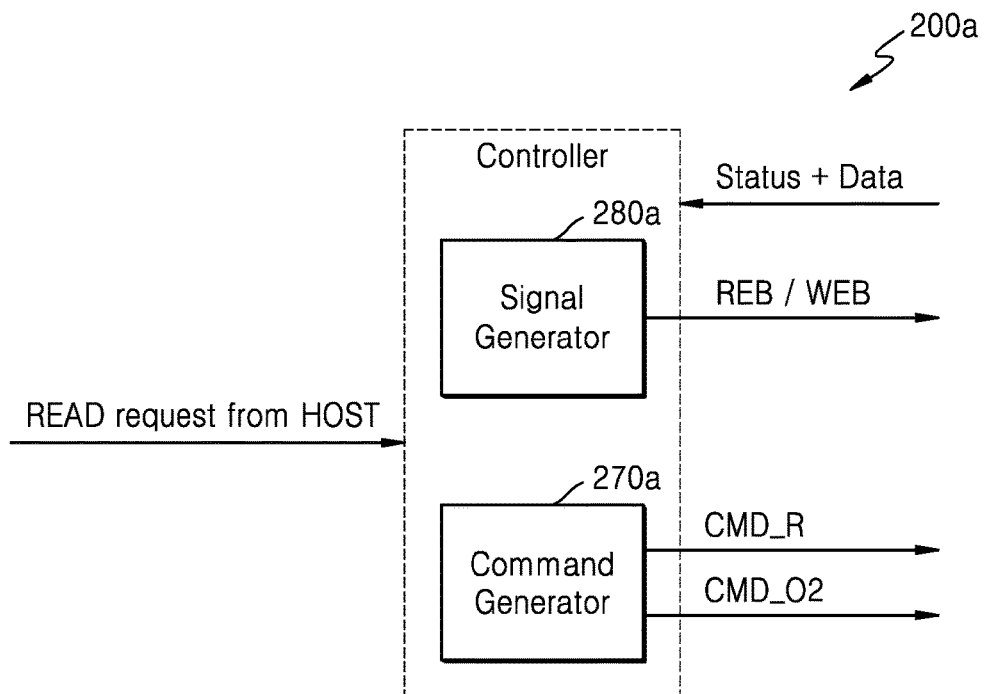 200a
Controller
Status + Data
280a
Signal
Generator
REB / WEB
READ request from HOST
270a
Command
Generator
CMD_R
CMD_O2